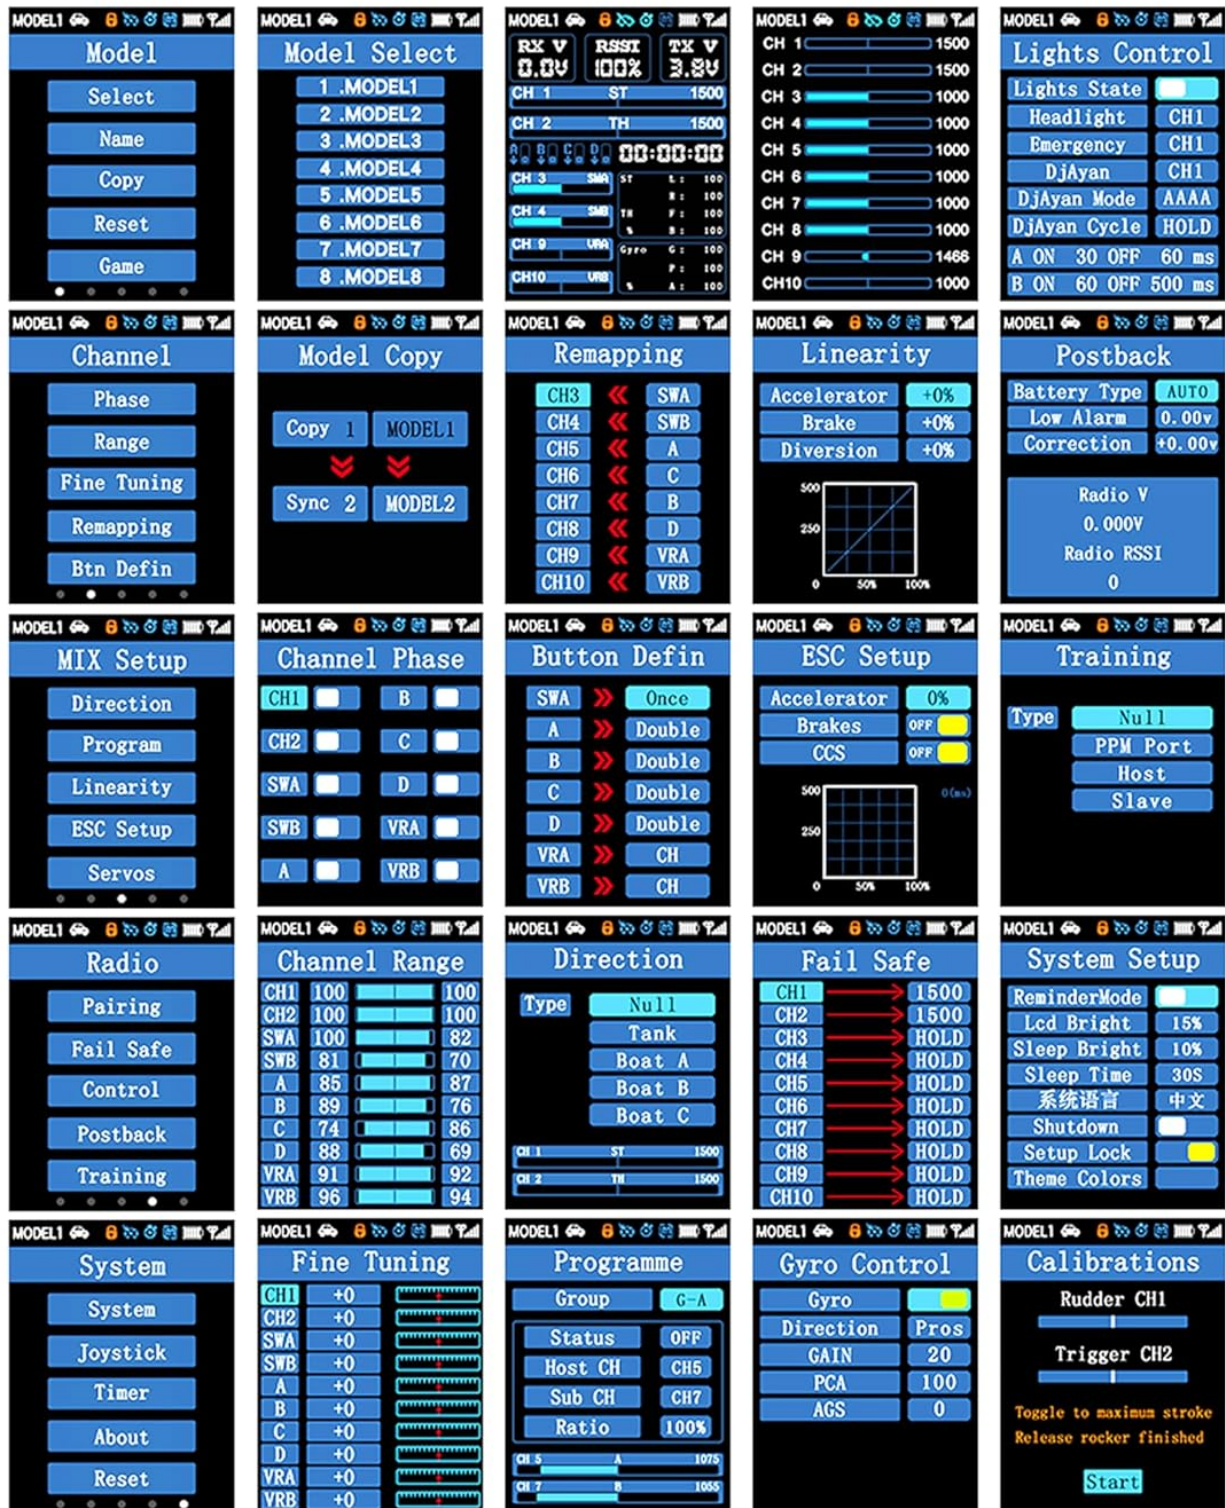 MODEL1
Model
Select
Name
Copy
Reset
Game
MODEL1
Model Select
1 .MODEL1
2 .MODEL2
3 .MODEL3
4 .MODEL4
5 .MODEL5
6 .MODEL6
7 .MODEL7
8 .MODEL8
MODEL1
RX V RSSI TX V
0.0V 100% 3.8V
CH 1 ST 1500
CH 2 TH 1500
A B C D 00:00:00
CH 3 SWA
CH 4 SWB
CH 9 VRA
CH10 VRB
ST L: 100
R: 100
TH F: 100
% B: 100
Gyro G: 100
P: 100
% A: 100
MODEL1
CH 1 1500
CH 2 1500
CH 3 1000
CH 4 1000
CH 5 1000
CH 6 1000
CH 7 1000
CH 8 1000
CH 9 1466
CH10 1000
MODEL1
Lights Control
Lights State
Headlight CH1
Emergency CH1
DjAyan CH1
DjAyan Mode AAAA
DjAyan Cycle HOLD
A ON 30 OFF 60 ms
B ON 60 OFF 500 ms
MODEL1
Channel
Phase
Range
Fine Tuning
Remapping
Btn Defin
MODEL1
Model Copy
Copy 1 MODEL1
Sync 2 MODEL2
MODEL1
Remapping
CH3 SWA
CH4 SWB
CH5 A
CH6 C
CH7 B
CH8 D
CH9 VRA
CH10 VRB
MODEL1
Linearity
Accelerator +0%
Brake +0%
Diversion +0%
500
250
0 50% 100%
MODEL1
Postback
Battery Type AUTO
Low Alarm 0.00v
Correction +0.00v
Radio V
0.000V
Radio RSSI
0
MODEL1
MIX Setup
Direction
Program
Linearity
ESC Setup
Servos
MODEL1
Channel Phase
CH1 B
CH2 C
SWA D
SWB VRA
A VRB
MODEL1
Button Defin
SWA Once
A Double
B Double
C Double
D Double
VRA CH
VRB CH
MODEL1
ESC Setup
Accelerator 0%
Brakes OFF
CCS OFF
500 0(ms)
250
0 50% 100%
MODEL1
Training
Type Null
PPM Port
Host
Slave
MODEL1
Radio
Pairing
Fail Safe
Control
Postback
Training
MODEL1
Channel Range
CH1 100 100
CH2 100 100
SWA 100 82
SWB 81 70
A 85 87
B 89 76
C 74 86
D 88 69
VRA 91 92
VRB 96 94
MODEL1
Direction
Type Null
Tank
Boat A
Boat B
Boat C
CH 1 ST 1500
CH 2 TH 1500
MODEL1
Fail Safe
CH1 1500
CH2 1500
CH3 HOLD
CH4 HOLD
CH5 HOLD
CH6 HOLD
CH7 HOLD
CH8 HOLD
CH9 HOLD
CH10 HOLD
MODEL1
System Setup
ReminderMode
Lcd Bright 15%
Sleep Bright 10%
Sleep Time 30S
系统语言 中文
Shutdown
Setup Lock
Theme Colors
MODEL1
System
System
Joystick
Timer
About
Reset
MODEL1
Fine Tuning
CH1 +0
CH2 +0
SWA +0
SWB +0
A +0
B +0
C +0
D +0
VRA +0
VRB +0
MODEL1
Programme
Group G-A
Status OFF
Host CH CH5
Sub CH CH7
Ratio 100%
CH 5 A 1075
CH 7 B 1055
MODEL1
Gyro Control
Gyro
Direction Pros
GAIN 20
PCA 100
AGS 0
MODEL1
Calibrations
Rudder CH1
Trigger CH2
Toggle to maximum stroke
Release rocker finished
Start